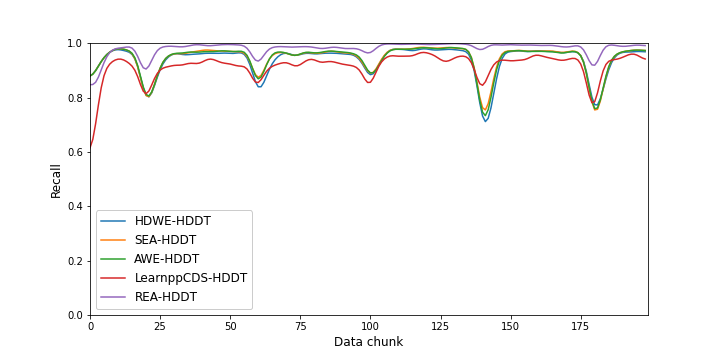 1.0
0.8
0.6
0.4
0.2
0.0
Recall
HDWE-HDDT
SEA-HDDT
AWE-HDDT
LearnppCDS-HDDT
REA-HDDT
0 25 50 75 100 125 150 175
Data chunk